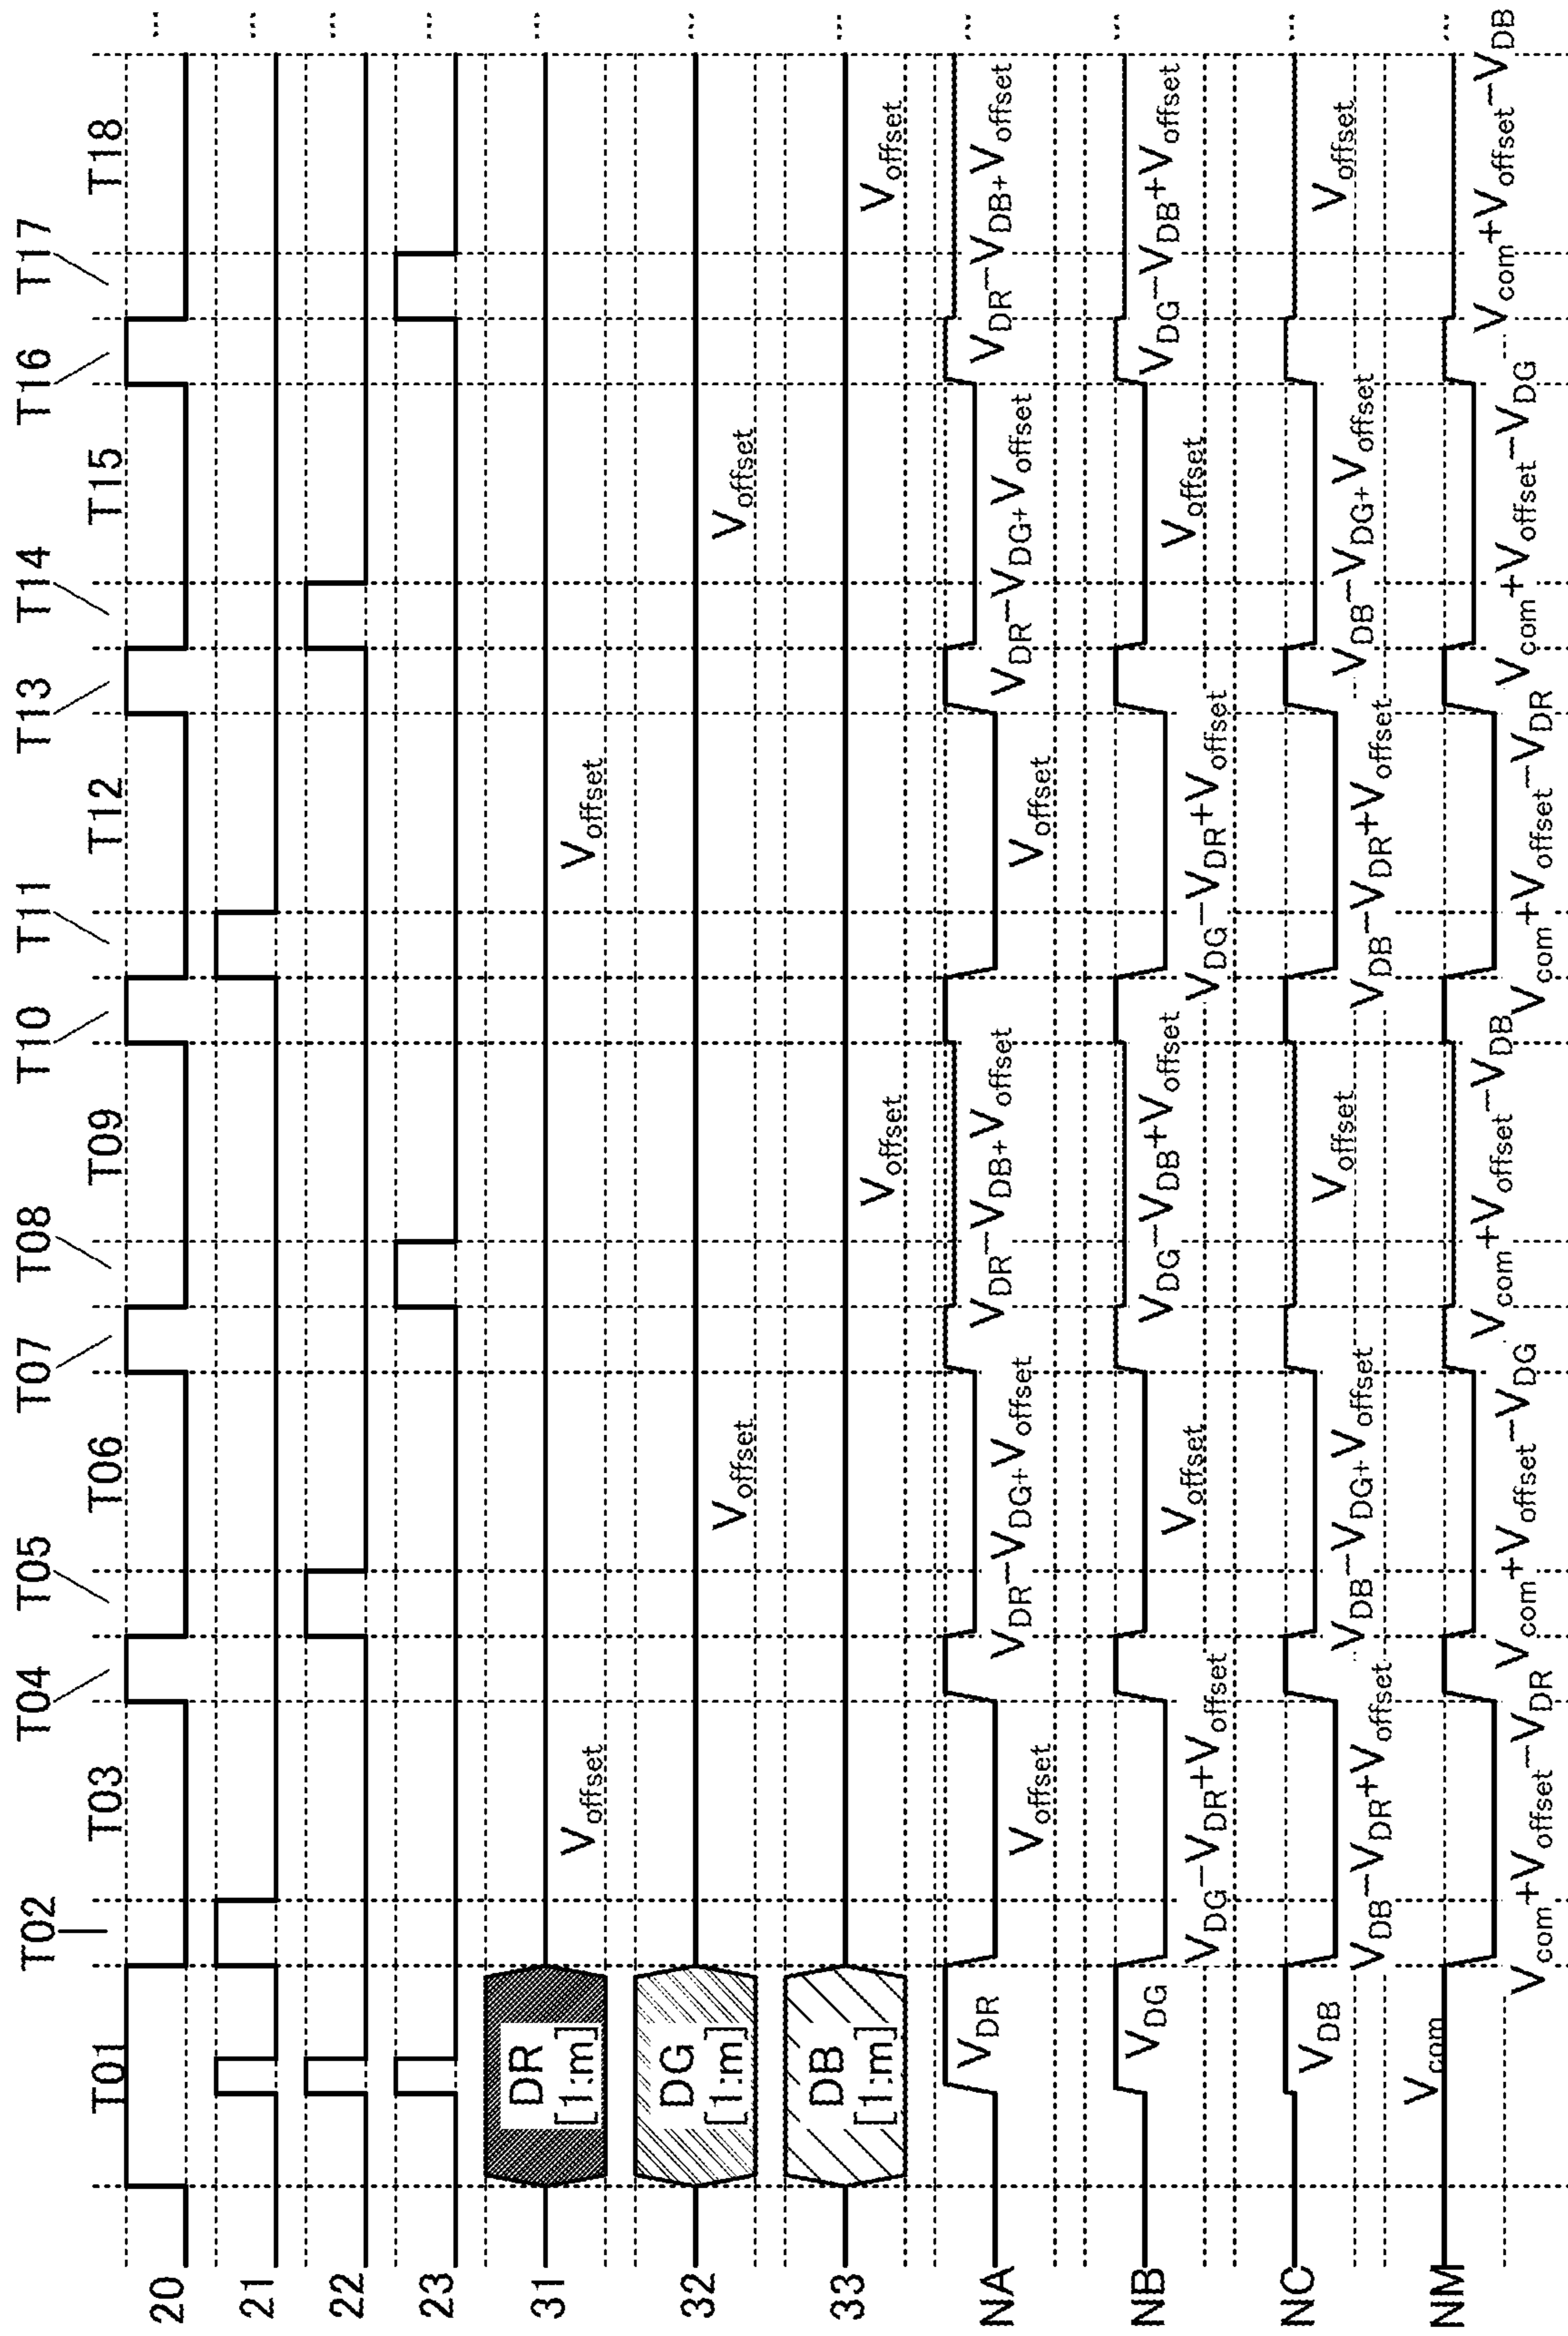 T01 T02 T03 T04 T05 T06 T07 T08 T09 T10 T11 T12 T13 T14 T15 T16 T17 T18
20 ...
21 ...
22 ...
23 ...
31 DR [1:m] Voffset Voffset ...
32 DG [1:m] Voffset Voffset ...
33 DB [1:m] Voffset Voffset ...
NA VDR Voffset VDR−VDG+Voffset VDR−VDB+Voffset Voffset VDR−VDG+Voffset VDR−VDB+Voffset ...
NB VDG VDG−VDR+Voffset Voffset VDG−VDB+Voffset VDG−VDR+Voffset Voffset VDG−VDB+Voffset ...
NC VDB VDB−VDR+Voffset VDB−VDG+Voffset Voffset VDB−VDR+Voffset VDB−VDG+Voffset Voffset ...
NM Vcom Vcom+Voffset−VDR Vcom+Voffset−VDG Vcom+Voffset−VDB Vcom+Voffset−VDR Vcom+Voffset−VDG Vcom+Voffset−VDB ...